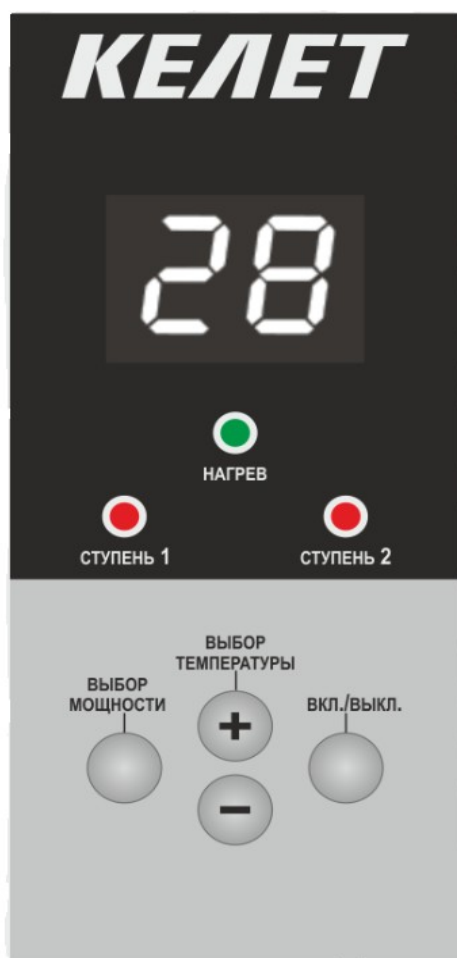 КЕЛЕТ
28
НАГРЕВ
СТУПЕНЬ 1
СТУПЕНЬ 2
ВЫБОР
ТЕМПЕРАТУРЫ
ВЫБОР
МОЩНОСТИ
ВКЛ./ВЫКЛ.
+
−